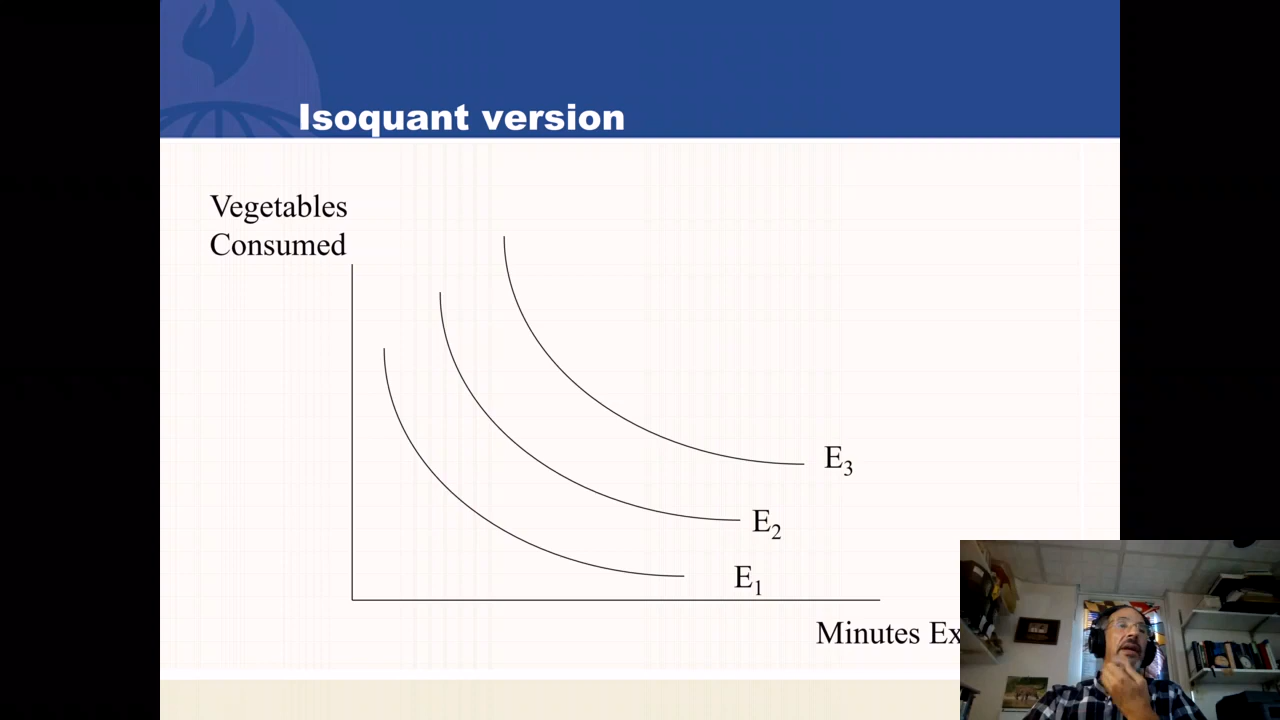 Isoquant version
Vegetables
Consumed
E3
E2
E1
Minutes Ex